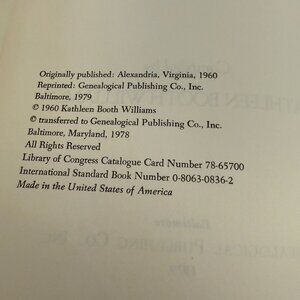 Originally published: Alexandria, Virginia, 1960
Reprinted: Genealogical Publishing Co., Inc.
Baltimore, 1979
© 1960 Kathleen Booth Williams
© transferred to Genealogical Publishing Co., Inc.
Baltimore, Maryland, 1978
All Rights Reserved
Library of Congress Catalogue Card Number 78-65700
International Standard Book Number 0-8063-0836-2
Made in the United States of America